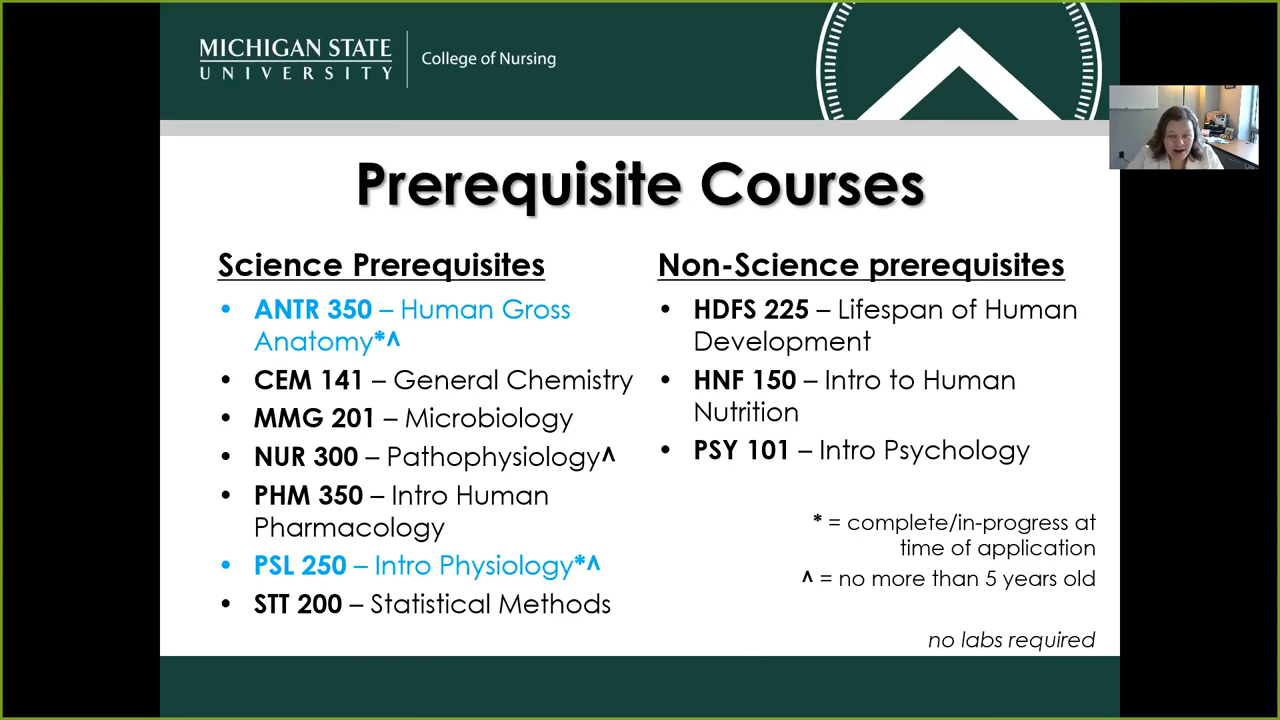 MICHIGAN STATE
UNIVERSITY
College of Nursing
Prerequisite Courses
Science Prerequisites
• ANTR 350 – Human Gross
Anatomy*^
• CEM 141 – General Chemistry
• MMG 201 – Microbiology
• NUR 300 – Pathophysiology^
• PHM 350 – Intro Human
Pharmacology
• PSL 250 – Intro Physiology*^
• STT 200 – Statistical Methods
Non-Science prerequisites
• HDFS 225 – Lifespan of Human
Development
• HNF 150 – Intro to Human
Nutrition
• PSY 101 – Intro Psychology
* = complete/in-progress at
time of application
^ = no more than 5 years old
no labs required